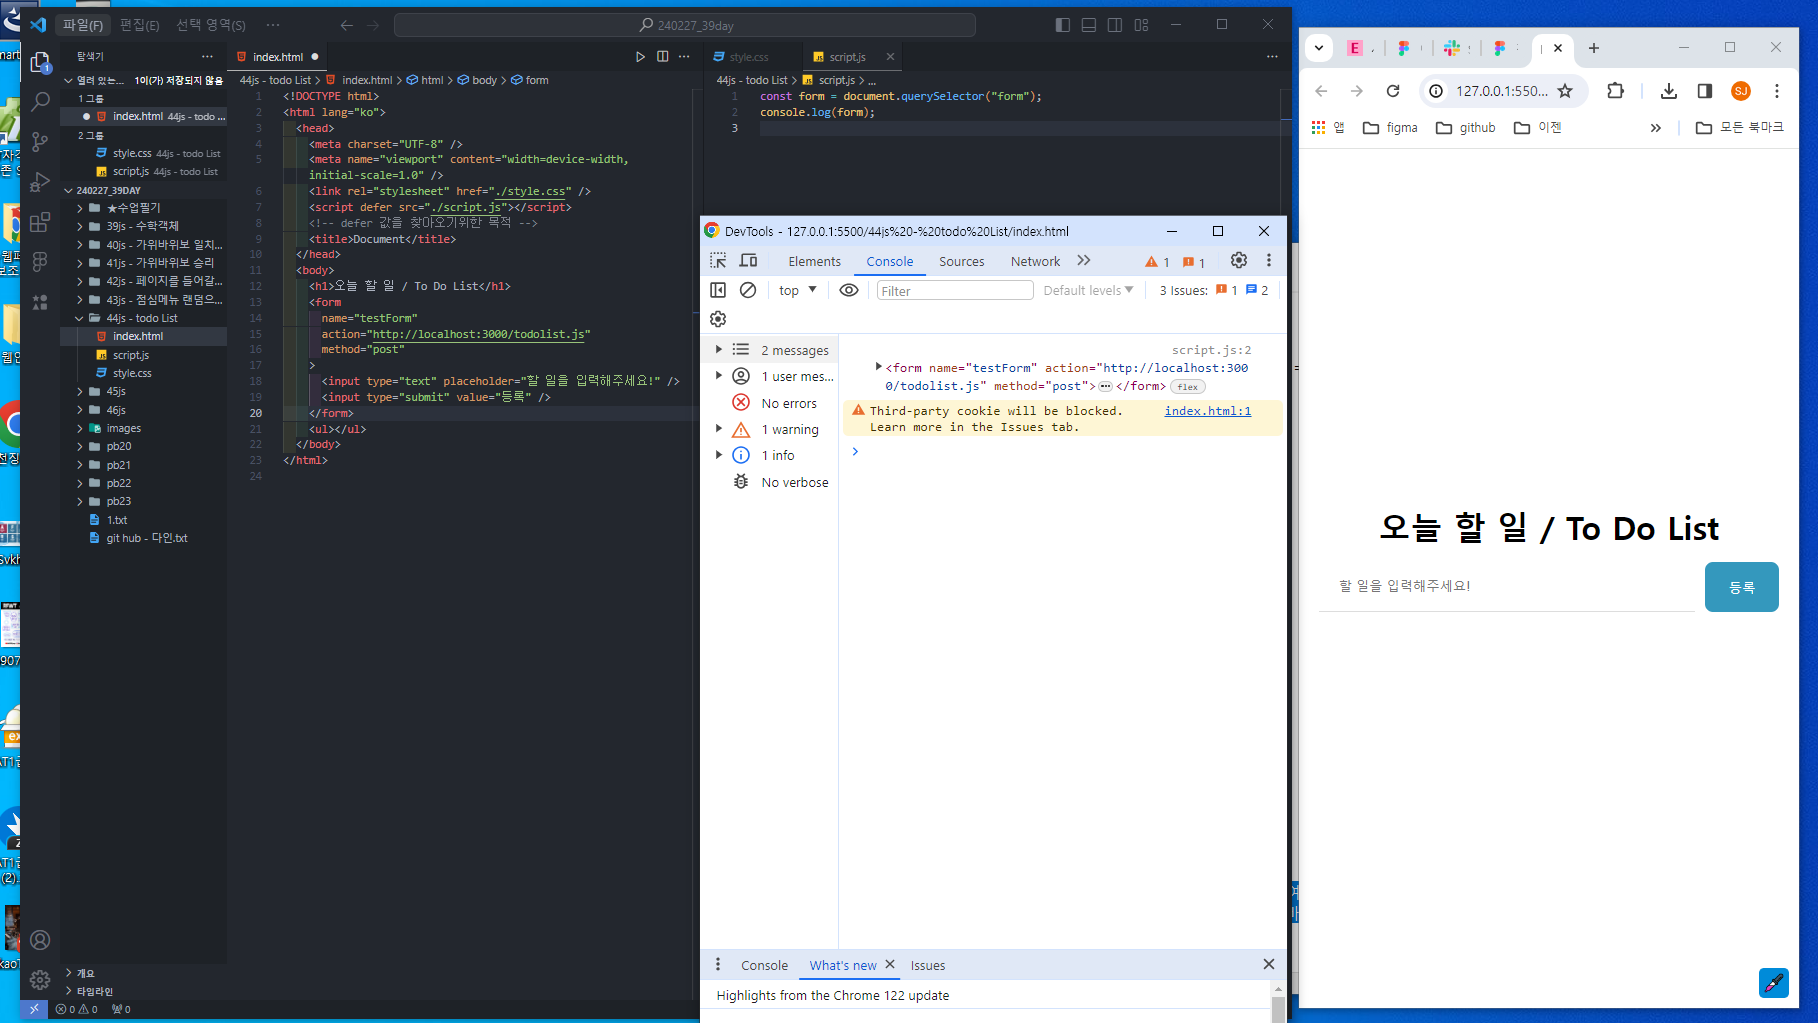 파일(F) 편집(E) 선택 영역(S) ··· 240227_39day
탐색기 ···
열려 있는... 1이(가) 저장되지 않음
1 그룹
index.html 44js - todo ...
2 그룹
style.css 44js - todo List
script.js 44js - todo List
240227_39DAY
★수업필기
39js - 수학객체
40js - 가위바위보 일치...
41js - 가위바위보 승리
42js - 페이지를 들어갈...
43js - 점심메뉴 랜덤으...
44js - todo List
index.html
script.js
style.css
45js
46js
images
pb20
pb21
pb22
pb23
1.txt
git hub - 다인.txt
개요
타임라인
0 0 0
index.html
44js - todo List > index.html > html > body > form
1 <!DOCTYPE html>
2 <html lang="ko">
3 <head>
4 <meta charset="UTF-8" />
5 <meta name="viewport" content="width=device-width,
initial-scale=1.0" />
6 <link rel="stylesheet" href="./style.css" />
7 <script defer src="./script.js"></script>
8 <!-- defer 값을 찾아오기위한 목적 -->
9 <title>Document</title>
10 </head>
11 <body>
12 <h1>오늘 할 일 / To Do List</h1>
13 <form
14 name="testForm"
15 action="http://localhost:3000/todolist.js"
16 method="post"
17 >
18 <input type="text" placeholder="할 일을 입력해주세요!" />
19 <input type="submit" value="등록" />
20 </form>
21 <ul></ul>
22 </body>
23 </html>
24
style.css script.js
44js - todo List > script.js > ...
1 const form = document.querySelector("form");
2 console.log(form);
3
DevTools - 127.0.0.1:5500/44js%20-%20todo%20List/index.html
Elements Console Sources Network 1 1
top Filter Default levels 3 Issues: 1 2
2 messages
1 user mes...
No errors
1 warning
1 info
No verbose
script.js:2
<form name="testForm" action="http://localhost:300
0/todolist.js" method="post">···</form> flex
Third-party cookie will be blocked. index.html:1
Learn more in the Issues tab.
Console What's new Issues
Highlights from the Chrome 122 update
127.0.0.1:550... SJ
앱 figma github 이젠 모든 북마크
오늘 할 일 / To Do List
할 일을 입력해주세요! 등록